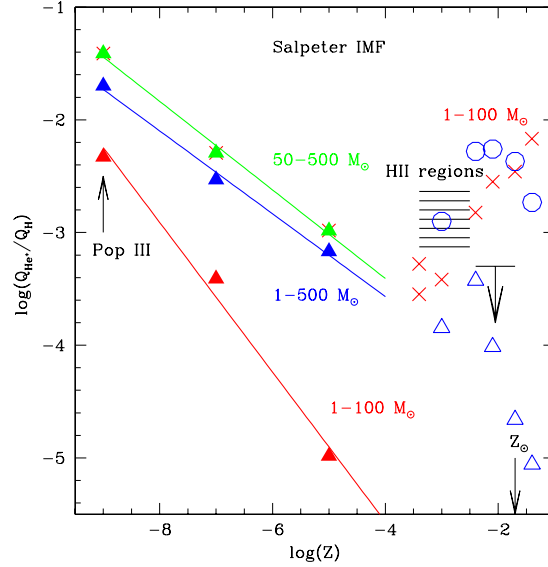 -1
Salpeter IMF
1-100 M⊙
-2
50-500 M⊙
HII regions
Pop III
-3
1-500 M⊙
log(Q_He+/Q_H)
-4
1-100 M⊙
Z⊙
-5
-8
-6
-4
-2
log(Z)